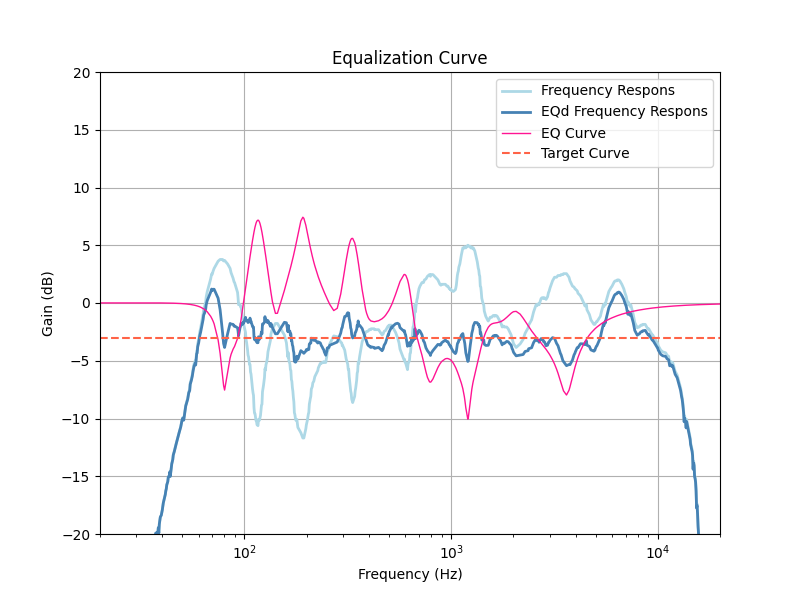 Equalization Curve
20
15
10
5
0
−5
−10
−15
−20
Gain (dB)
Frequency Respons
EQd Frequency Respons
EQ Curve
Target Curve
10²
10³
10⁴
Frequency (Hz)